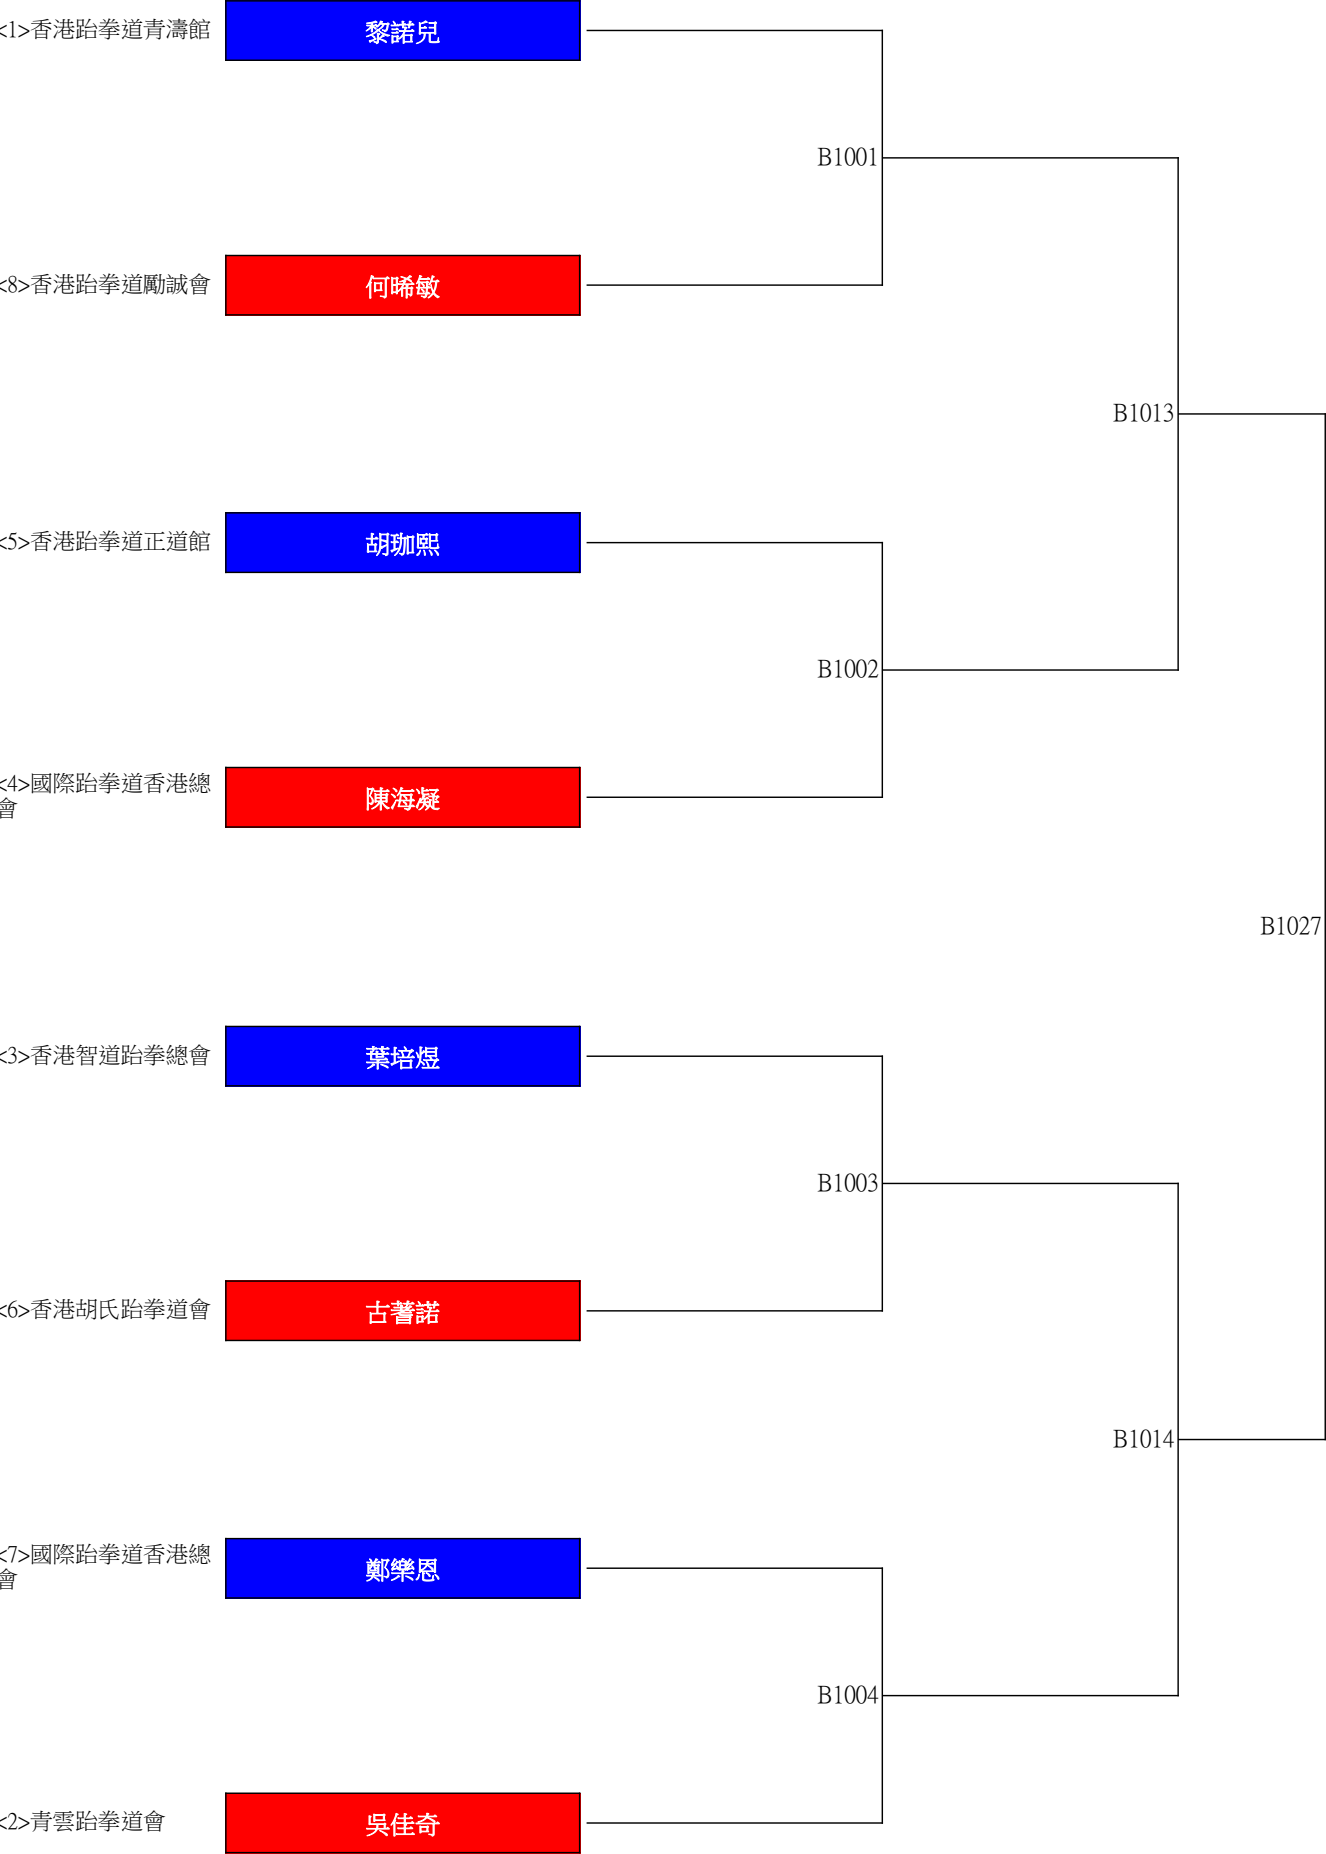 <1>香港跆拳道青濤館
黎諾兒
B1001
<8>香港跆拳道勵誠會
何晞敏
B1013
<5>香港跆拳道正道館
胡珈熙
B1002
<4>國際跆拳道香港總
會
陳海凝
B1027
<3>香港智道跆拳總會
葉培煜
B1003
<6>香港胡氏跆拳道會
古蓍諾
B1014
<7>國際跆拳道香港總
會
鄭樂恩
B1004
<2>青雲跆拳道會
吳佳奇